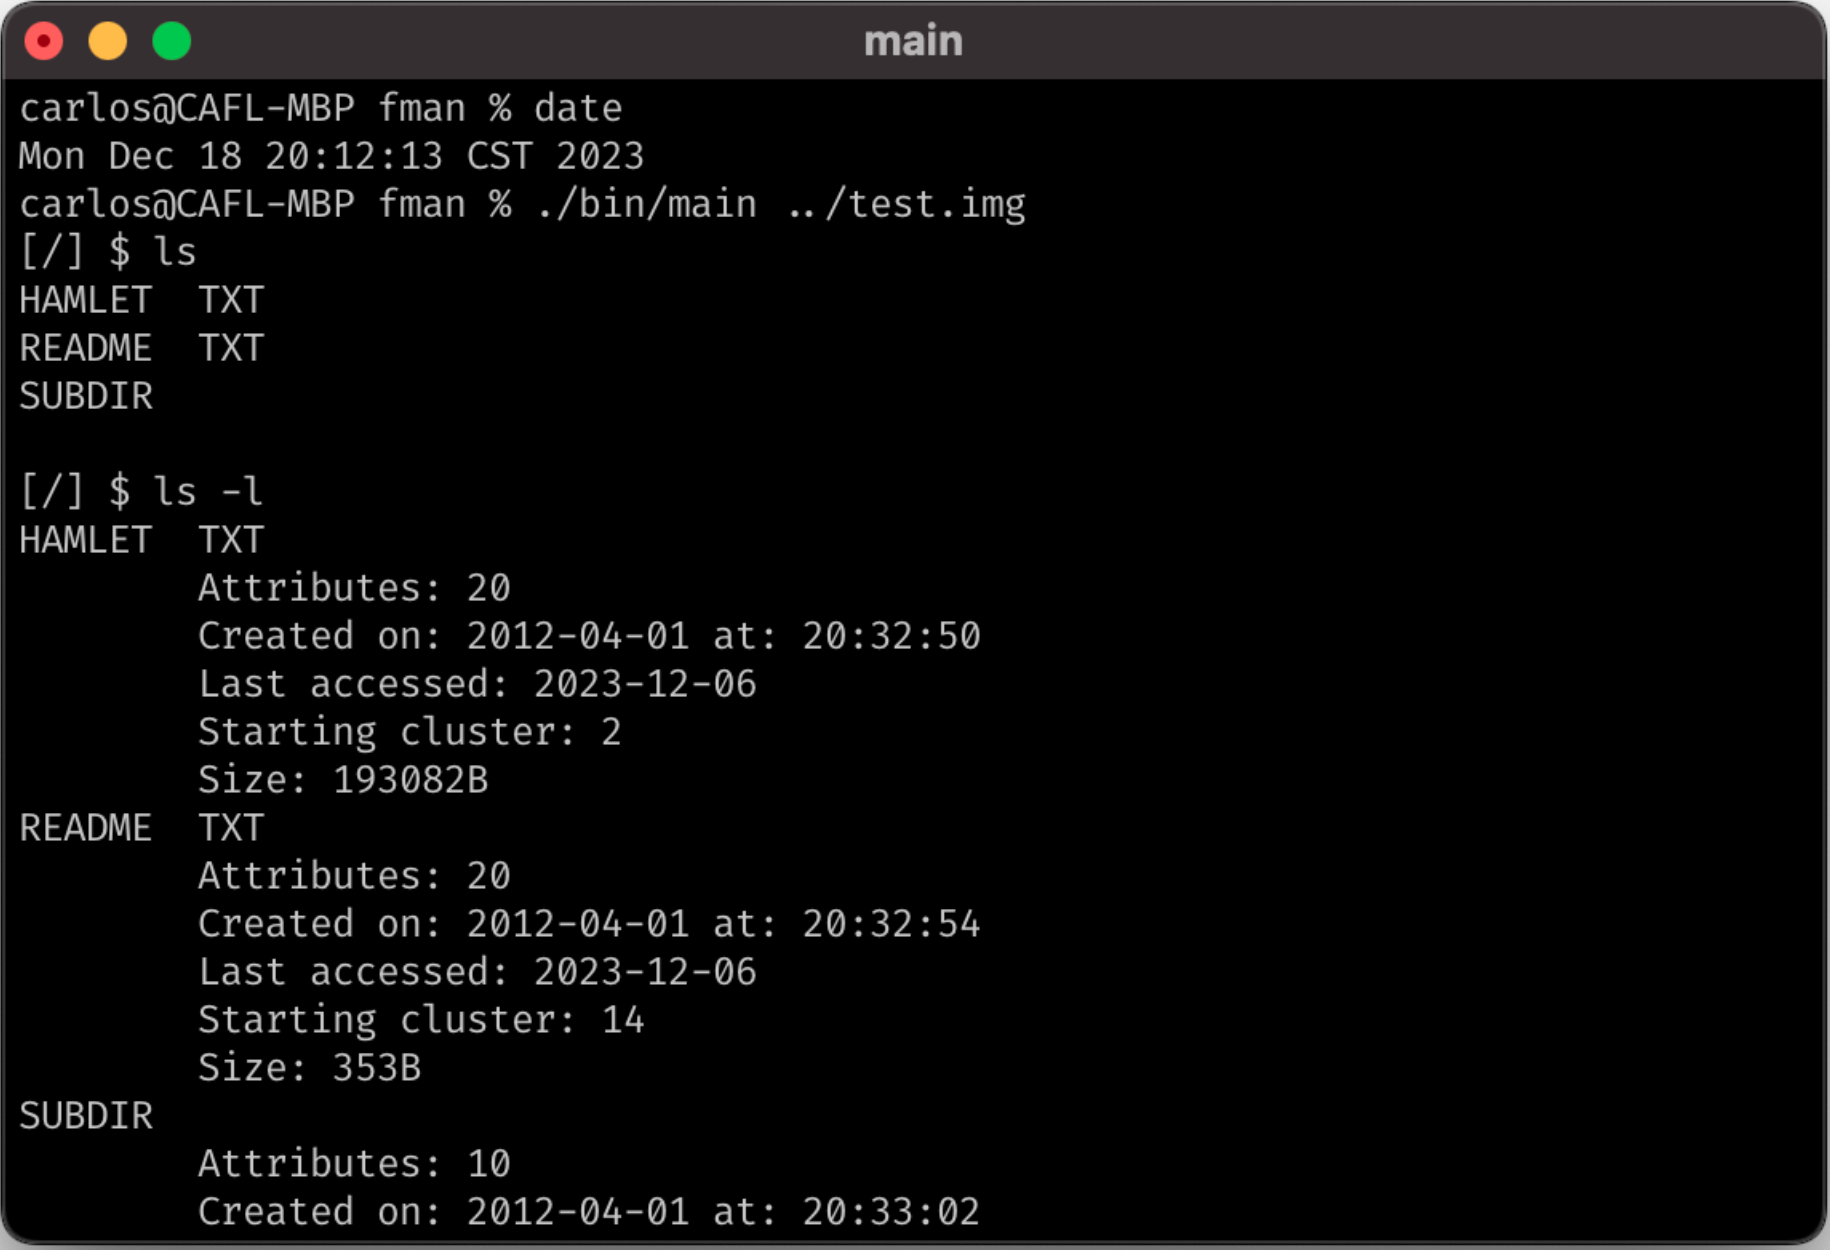 main
carlos@CAFL-MBP fman % date
Mon Dec 18 20:12:13 CST 2023
carlos@CAFL-MBP fman % ./bin/main ../test.img
[/] $ ls
HAMLET  TXT
README  TXT
SUBDIR
[/] $ ls -l
HAMLET  TXT
        Attributes: 20
        Created on: 2012-04-01 at: 20:32:50
        Last accessed: 2023-12-06
        Starting cluster: 2
        Size: 193082B
README  TXT
        Attributes: 20
        Created on: 2012-04-01 at: 20:32:54
        Last accessed: 2023-12-06
        Starting cluster: 14
        Size: 353B
SUBDIR
        Attributes: 10
        Created on: 2012-04-01 at: 20:33:02